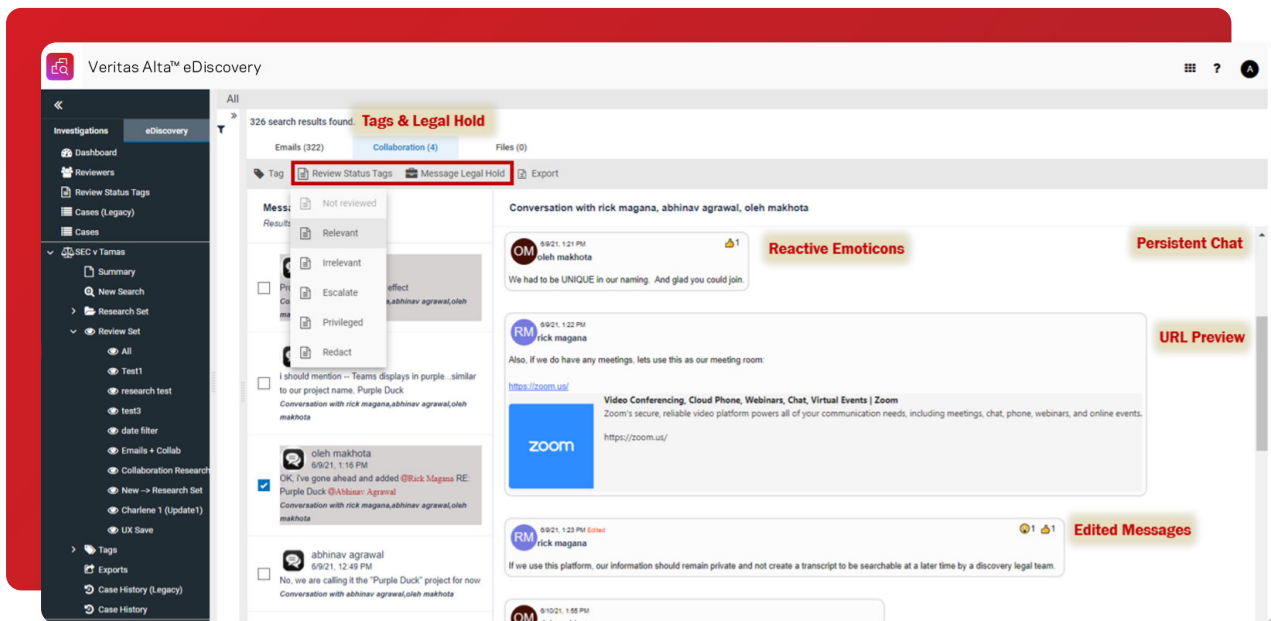 Veritas Alta™ eDiscovery
?
A
«
Investigations
eDiscovery
Dashboard
Reviewers
Review Status Tags
Cases (Legacy)
Cases
SEC v Tamas
Summary
New Search
Research Set
Review Set
All
Test1
research test
test3
date filter
Emails + Collab
Collaboration Research
New --> Research Set
Charlene 1 (Update1)
UX Save
Tags
Exports
Case History (Legacy)
Case History
All
»
326 search results found.
Tags & Legal Hold
Emails (322)
Collaboration (4)
Files (0)
Tag
Review Status Tags
Message Legal Hold
Export
Not reviewed
Relevant
Irrelevant
Escalate
Privileged
Redact
Mess
Results
effect
,abhinav agrawal,oleh
I should mention -- Teams displays in purple...similar
to our project name, Purple Duck
Conversation with rick magana,abhinav agrawal,oleh
makhota
oleh makhota
6/9/21, 1:16 PM
OK, I've gone ahead and added @Rick Magana RE:
Purple Duck @Abhinav Agrawal
Conversation with rick magana,abhinav agrawal,oleh
makhota
abhinav agrawal
6/9/21, 12:49 PM
No, we are calling it the "Purple Duck" project for now
Conversation with abhinav agrawal,oleh makhota
Conversation with rick magana, abhinav agrawal, oleh makhota
Persistent Chat
OM
6/9/21, 1:21 PM
oleh makhota
1
Reactive Emoticons
We had to be UNIQUE in our naming. And glad you could join.
RM
6/9/21, 1:22 PM
rick magana
URL Preview
Also, if we do have any meetings, lets use this as our meeting room:
https://zoom.us/
zoom
Video Conferencing, Cloud Phone, Webinars, Chat, Virtual Events | Zoom
Zoom's secure, reliable video platform powers all of your communication needs, including meetings, chat, phone, webinars, and online events.
https://zoom.us/
RM
6/9/21, 1:23 PM Edited
rick magana
1 1
Edited Messages
If we use this platform, our information should remain private and not create a transcript to be searchable at a later time by a discovery legal team.
OM
6/10/21, 1:55 PM